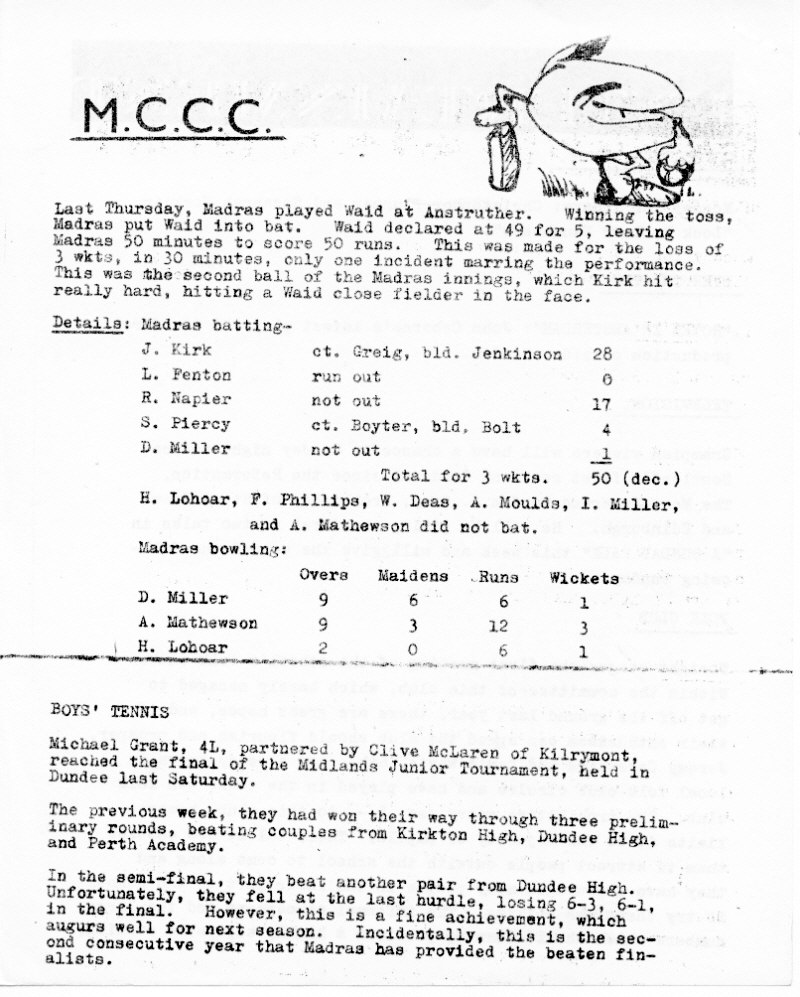 M.C.C.C.
Last Thursday, Madras played Waid at Anstruther. Winning the toss,
Madras put Waid into bat. Waid declared at 49 for 5, leaving
Madras 50 minutes to score 50 runs. This was made for the loss of
3 wkts, in 30 minutes, only one incident marring the performance.
This was the second ball of the Madras innings, which Kirk hit
really hard, hitting a Waid close fielder in the face.
Details: Madras batting-
J. Kirk ct. Greig, bld. Jenkinson 28
L. Fenton run out 0
R. Napier not out 17
S. Piercy ct. Boyter, bld, Bolt 4
D. Miller not out 1
Total for 3 wkts. 50 (dec.)
H. Lohoar, F. Phillips, W. Deas, A. Moulds, I. Miller,
and A. Mathewson did not bat.
Madras bowling:
Overs Maidens Runs Wickets
D. Miller 9 6 6 1
A. Mathewson 9 3 12 3
H. Lohoar 2 0 6 1
BOYS' TENNIS
Michael Grant, 4L, partnered by Clive McLaren of Kilrymont,
reached the final of the Midlands Junior Tournament, held in
Dundee last Saturday.
The previous week, they had won their way through three prelim-
inary rounds, beating couples from Kirkton High, Dundee High,
and Perth Academy.
In the semi-final, they beat another pair from Dundee High.
Unfortunately, they fell at the last hurdle, losing 6-3, 6-1,
in the final. However, this is a fine achievement, which
augurs well for next season. Incidentally, this is the sec-
ond consecutive year that Madras has provided the beaten fin-
alists.